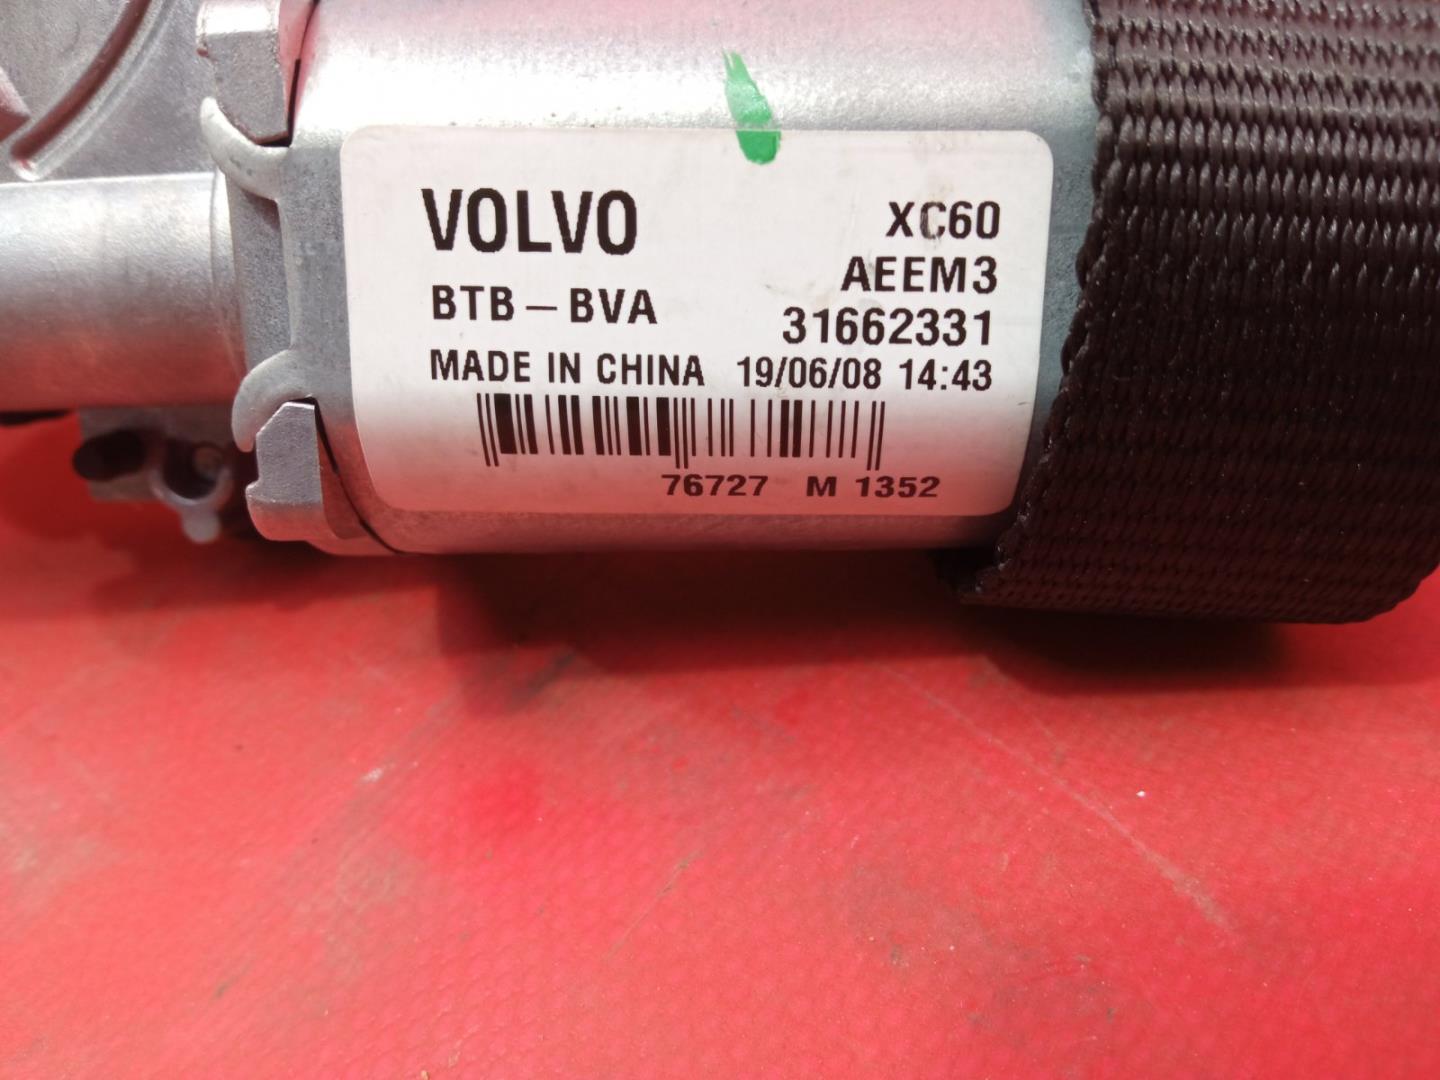 VOLVO XC60
AEEM3
BTB – BVA 31662331
MADE IN CHINA 19/06/08 14:43
76727 M 1352